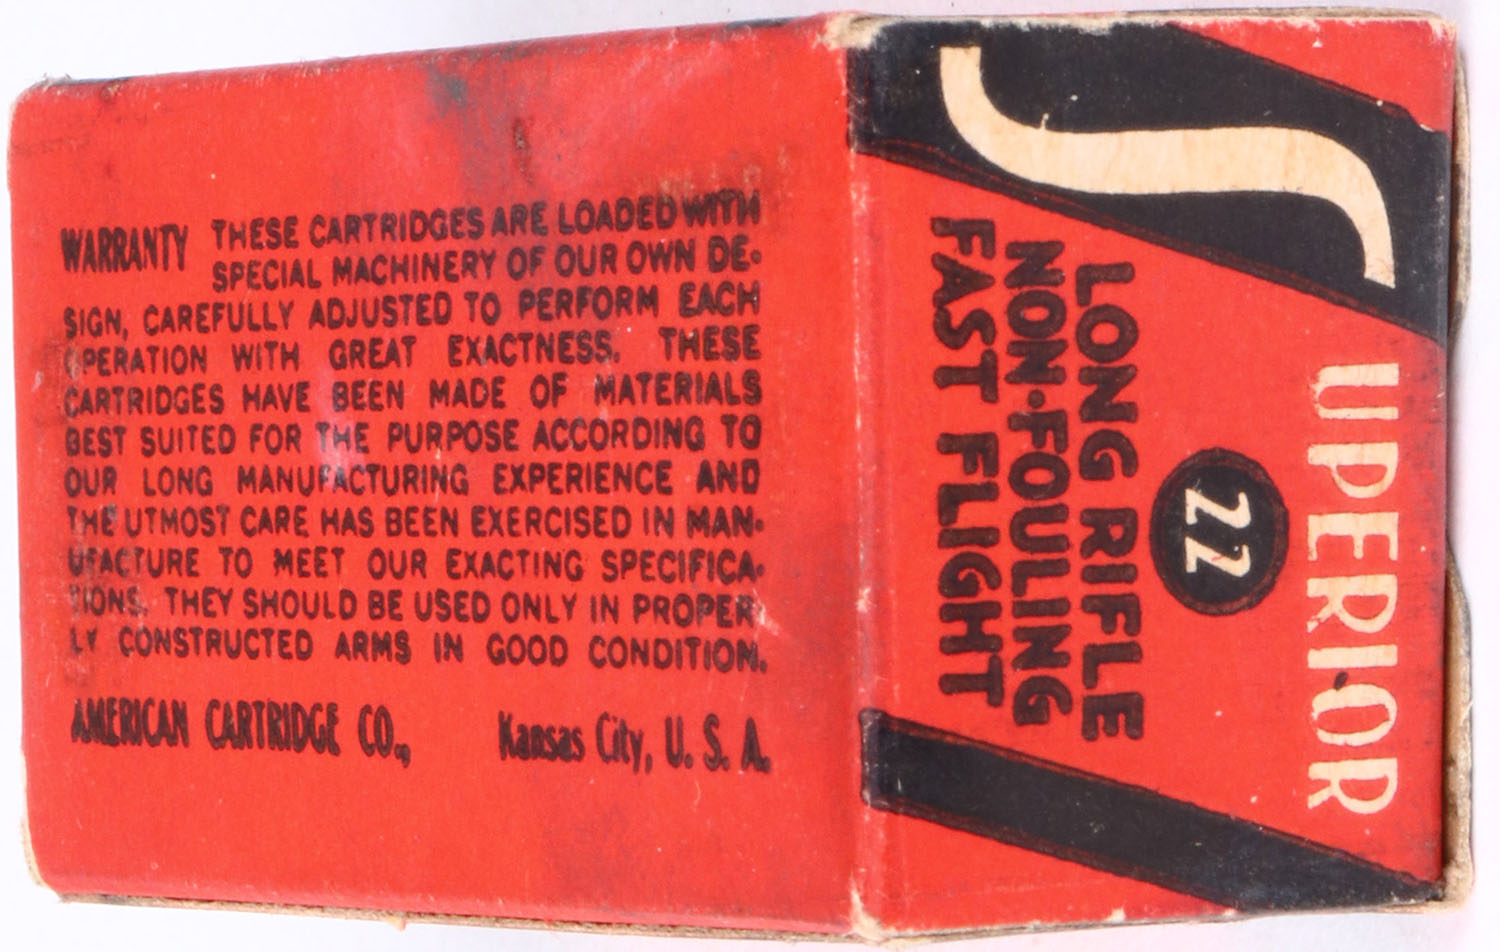 WARRANTY THESE CARTRIDGES ARE LOADED WITH
SPECIAL MACHINERY OF OUR OWN DE-
SIGN, CAREFULLY ADJUSTED TO PERFORM EACH
OPERATION WITH GREAT EXACTNESS. THESE
CARTRIDGES HAVE BEEN MADE OF MATERIALS
BEST SUITED FOR THE PURPOSE ACCORDING TO
OUR LONG MANUFACTURING EXPERIENCE AND
THE UTMOST CARE HAS BEEN EXERCISED IN MAN-
UFACTURE TO MEET OUR EXACTING SPECIFICA-
TIONS. THEY SHOULD BE USED ONLY IN PROPER-
LY CONSTRUCTED ARMS IN GOOD CONDITION.
AMERICAN CARTRIDGE CO., Kansas City, U. S. A.
SUPERIOR
22
LONG RIFLE
NON-FOULING
FAST FLIGHT